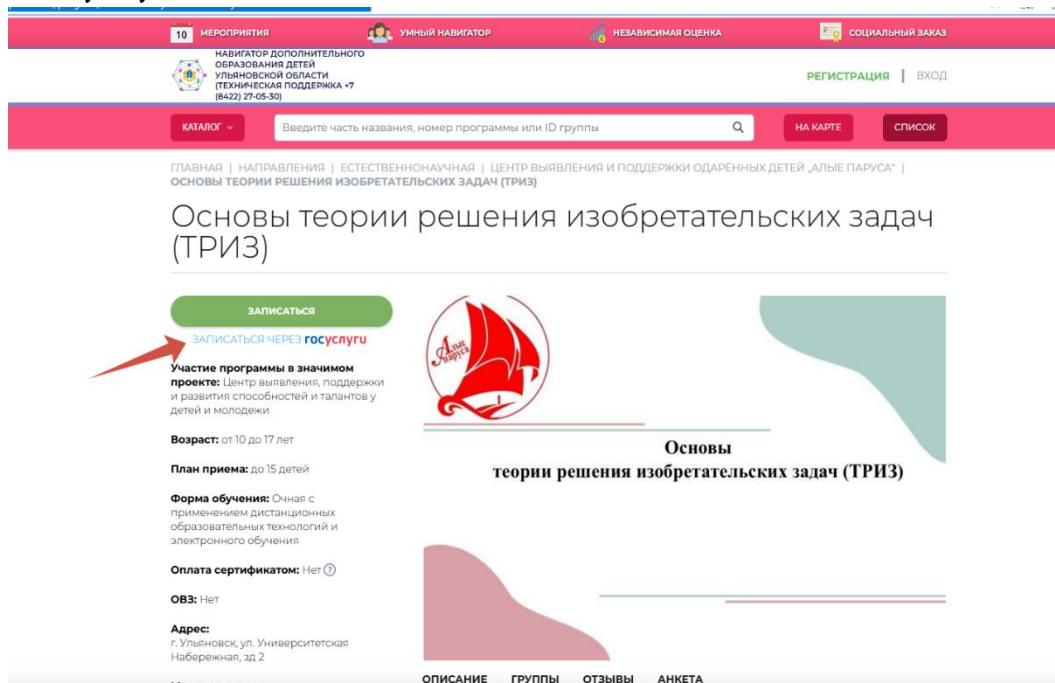 10 МЕРОПРИЯТИЯ
УМНЫЙ НАВИГАТОР
НЕЗАВИСИМАЯ ОЦЕНКА
СОЦИАЛЬНЫЙ ЗАКАЗ
НАВИГАТОР ДОПОЛНИТЕЛЬНОГО
ОБРАЗОВАНИЯ ДЕТЕЙ
УЛЬЯНОВСКОЙ ОБЛАСТИ
(ТЕХНИЧЕСКАЯ ПОДДЕРЖКА +7
(8422) 27-05-30)
РЕГИСТРАЦИЯ | ВХОД
КАТАЛОГ
Введите часть названия, номер программы или ID группы
НА КАРТЕ
СПИСОК
ГЛАВНАЯ | НАПРАВЛЕНИЯ | ЕСТЕСТВЕННОНАУЧНАЯ | ЦЕНТР ВЫЯВЛЕНИЯ И ПОДДЕРЖКИ ОДАРЁННЫХ ДЕТЕЙ „АЛЫЕ ПАРУСА“ |
ОСНОВЫ ТЕОРИИ РЕШЕНИЯ ИЗОБРЕТАТЕЛЬСКИХ ЗАДАЧ (ТРИЗ)
Основы теории решения изобретательских задач
(ТРИЗ)
ЗАПИСАТЬСЯ
ЗАПИСАТЬСЯ ЧЕРЕЗ госуслуги
Участие программы в значимом
проекте: Центр выявления, поддержки
и развития способностей и талантов у
детей и молодежи
Возраст: от 10 до 17 лет
План приема: до 15 детей
Форма обучения: Очная с
применением дистанционных
образовательных технологий и
электронного обучения
Оплата сертификатом: Нет ?
ОВЗ: Нет
Адрес:
г. Ульяновск, ул. Университетская
Набережная, зд 2
Алые
Паруса
Основы
теории решения изобретательских задач (ТРИЗ)
ОПИСАНИЕ ГРУППЫ ОТЗЫВЫ АНКЕТА